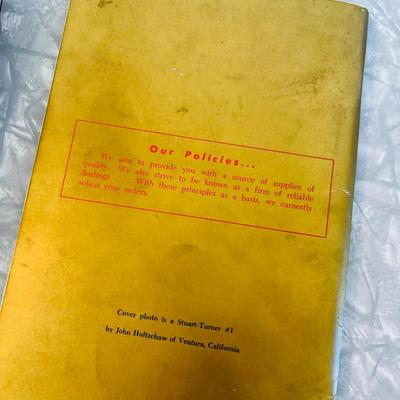 Our Policies...
We aim to provide you with a source of supplies of
quality. We also strive to be known as a firm of reliable
dealings. With these principles as a basis, we earnestly
solicit your orders.
Cover photo is a Stuart-Turner #1
by John Holtzchaw of Ventura, California